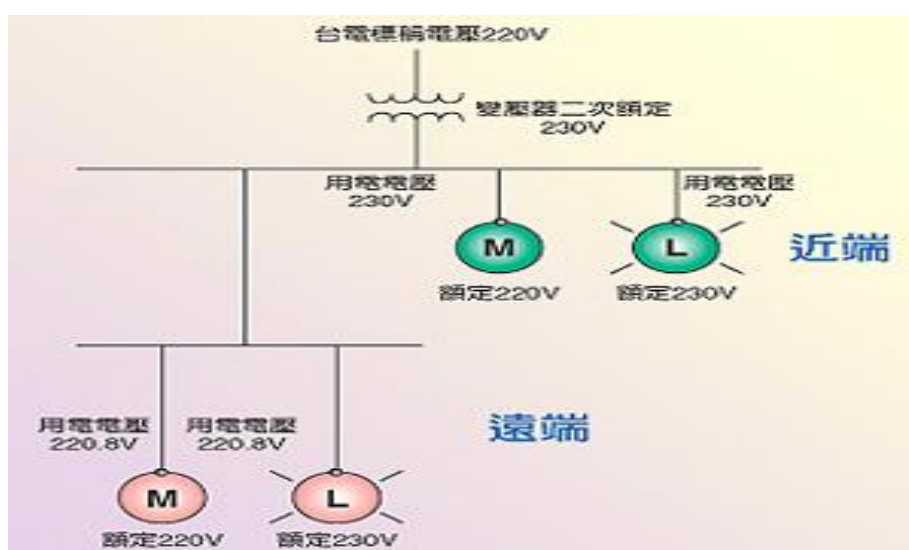 台電標稱電壓220V
變壓器二次額定
230V
用電電壓
230V
用電電壓
230V
M
L
近端
額定220V
額定230V
用電電壓
220.8V
用電電壓
220.8V
遠端
M
L
額定220V
額定230V